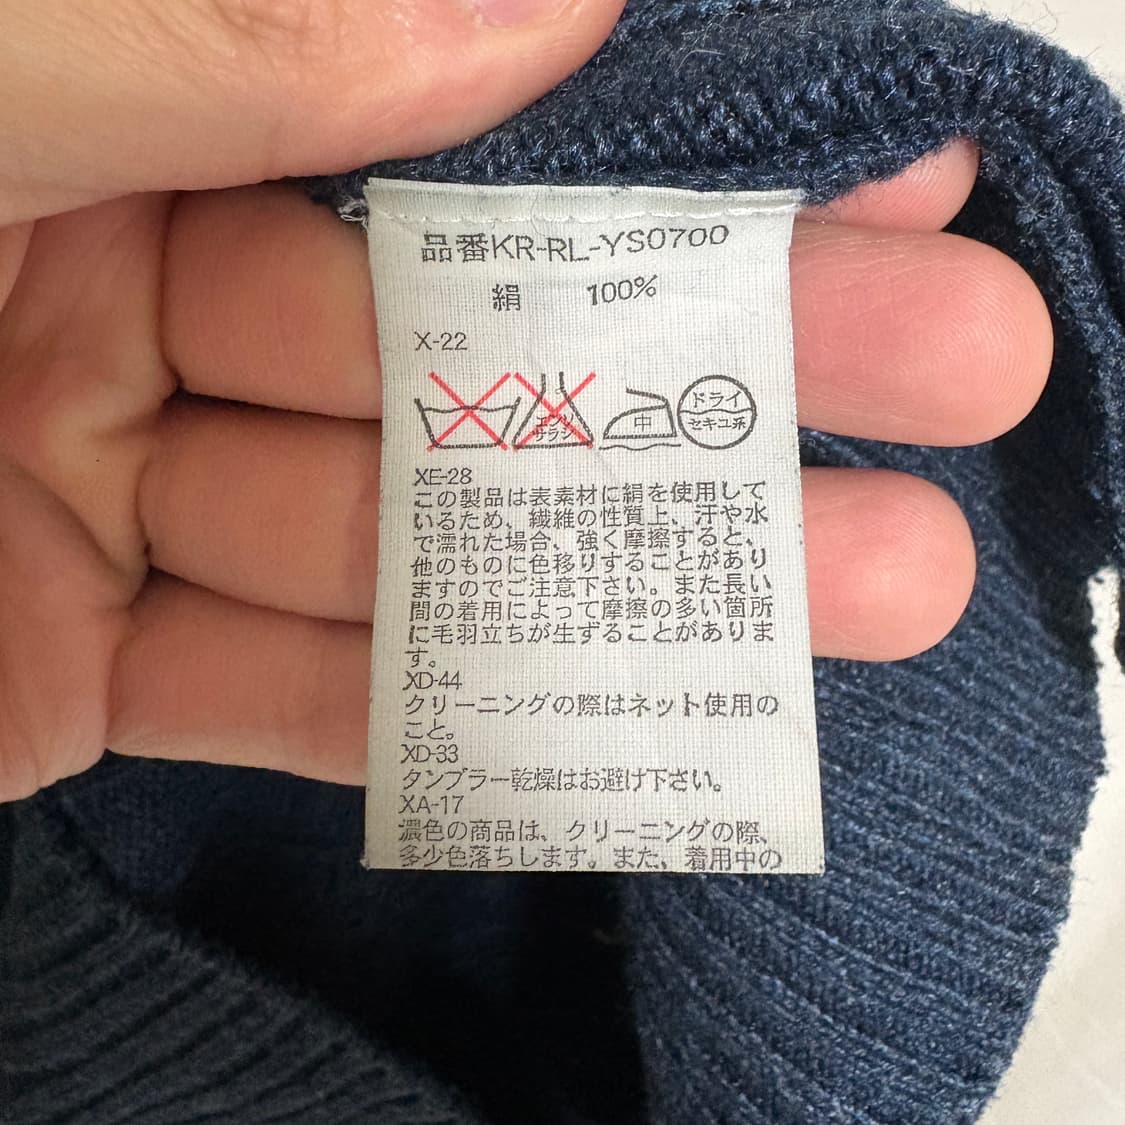 品番KR-RL-YS0700
絹 100%
X-22
エンソ
サラシ
中
ドライ
セキユ系
XE-28
この製品は表素材に絹を使用して
いるため、繊維の性質上、汗や水
で濡れた場合、強く摩擦すると、
他のものに色移りすることがあり
ますのでご注意下さい。また長い
間の着用によって摩擦の多い箇所
に毛羽立ちが生ずることがありま
す。
XD-44
クリーニングの際はネット使用の
こと。
XD-33
タンブラー乾燥はお避け下さい。
XA-17
濃色の商品は、クリーニングの際、
多少色落ちします。また、着用中の